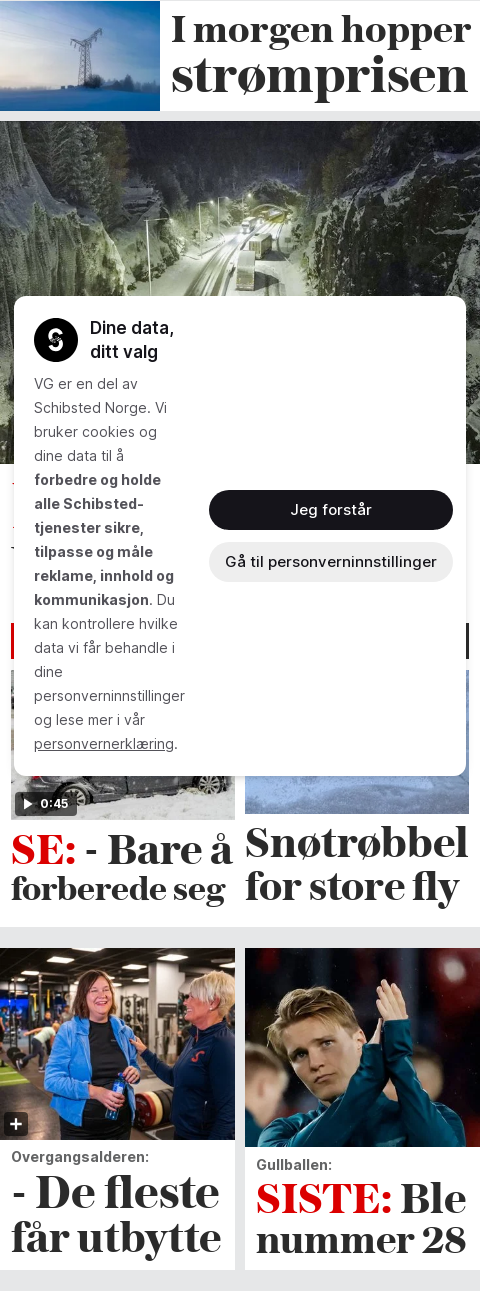 I morgen hopper
strømprisen
Dine data,
ditt valg
VG er en del av
Schibsted Norge. Vi
bruker cookies og
dine data til å
forbedre og holde
alle Schibsted-
tjenester sikre,
tilpasse og måle
reklame, innhold og
kommunikasjon. Du
kan kontrollere hvilke
data vi får behandle i
dine
personverninnstillinger
og lese mer i vår
personvernerklæring.
Jeg forstår
Gå til personverninnstillinger
0:45
SE: - Bare å
forberede seg
Snøtrøbbel
for store fly
Overgangsalderen:
- De fleste
får utbytte
Gullballen:
SISTE: Ble
nummer 28